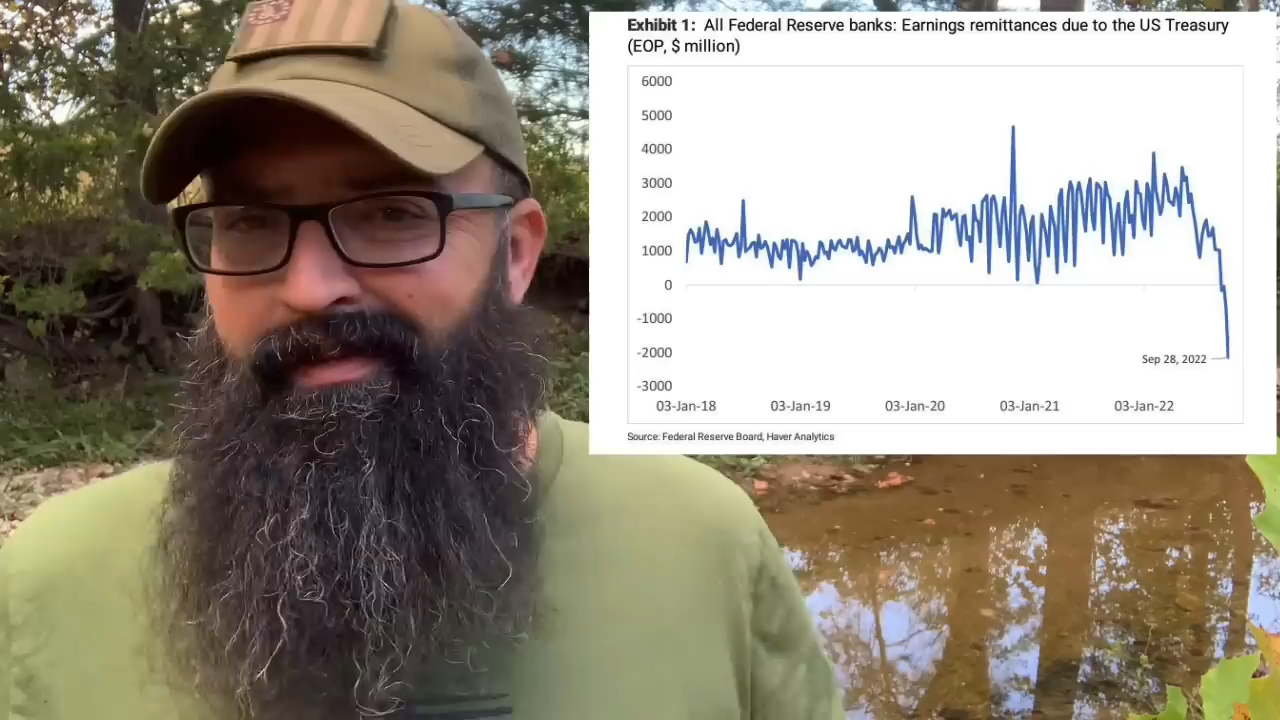 Exhibit 1: All Federal Reserve banks: Earnings remittances due to the US Treasury
(EOP, $ million)
6000
5000
4000
3000
2000
1000
0
-1000
-2000
-3000
Sep 28, 2022
03-Jan-18 03-Jan-19 03-Jan-20 03-Jan-21 03-Jan-22
Source: Federal Reserve Board, Haver Analytics